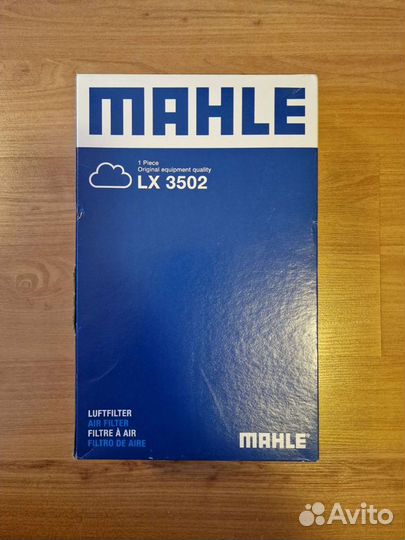 MAHLE
1 Piece
Original equipment quality
LX 3502
LUFTFILTER
AIR FILTER
FILTRE À AIR
FILTRO DE AIRE
MAHLE
Avito